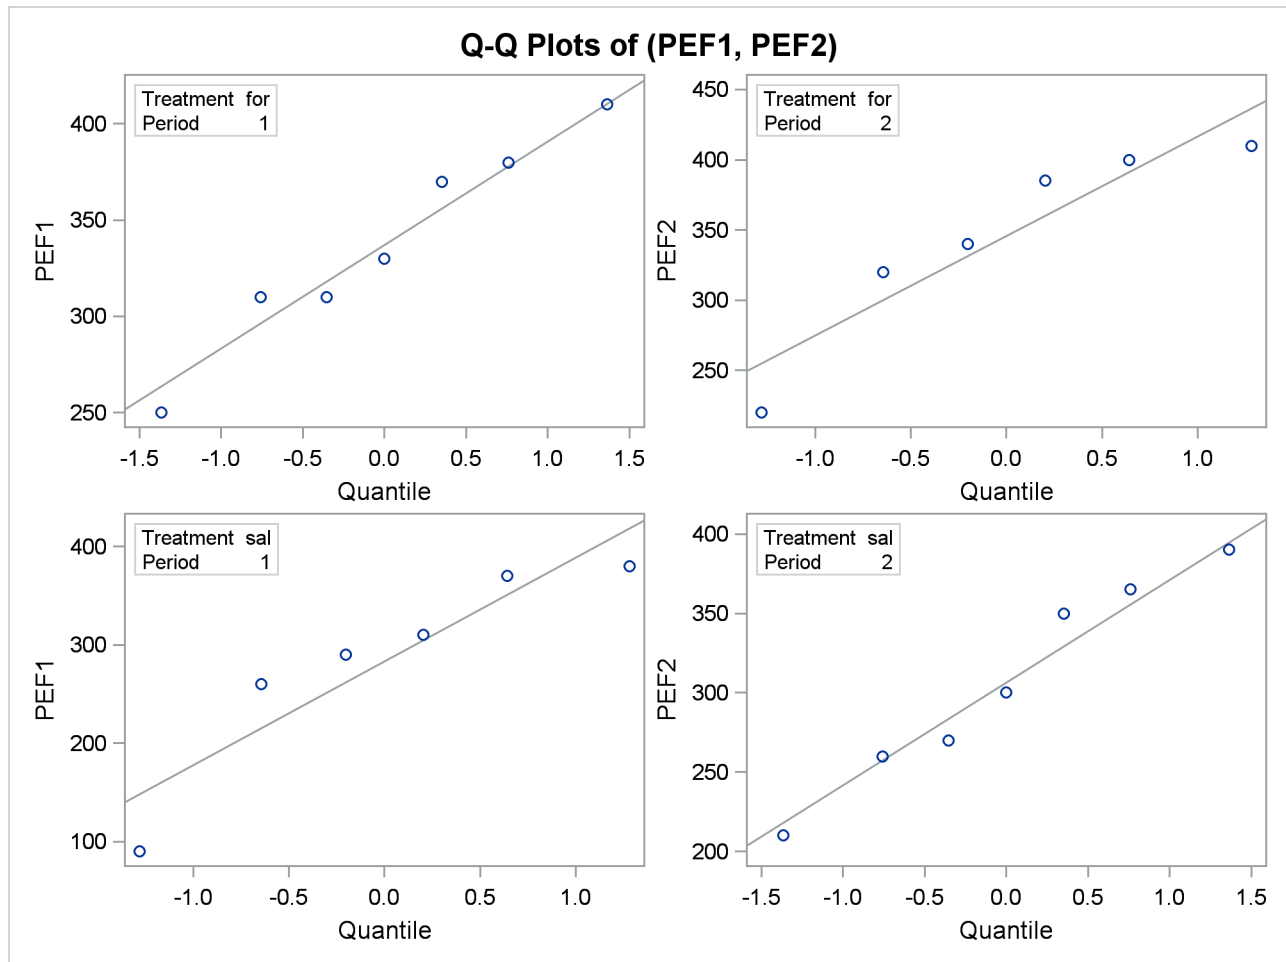 Q-Q Plots of (PEF1, PEF2)
Treatment for
Period 1
400
350
300
250
PEF1
-1.5 -1.0 -0.5 0.0 0.5 1.0 1.5
Quantile
Treatment for
Period 2
450
400
350
300
250
PEF2
-1.0 -0.5 0.0 0.5 1.0
Quantile
Treatment sal
Period 1
400
300
200
100
PEF1
-1.0 -0.5 0.0 0.5 1.0
Quantile
Treatment sal
Period 2
400
350
300
250
200
PEF2
-1.5 -1.0 -0.5 0.0 0.5 1.0 1.5
Quantile